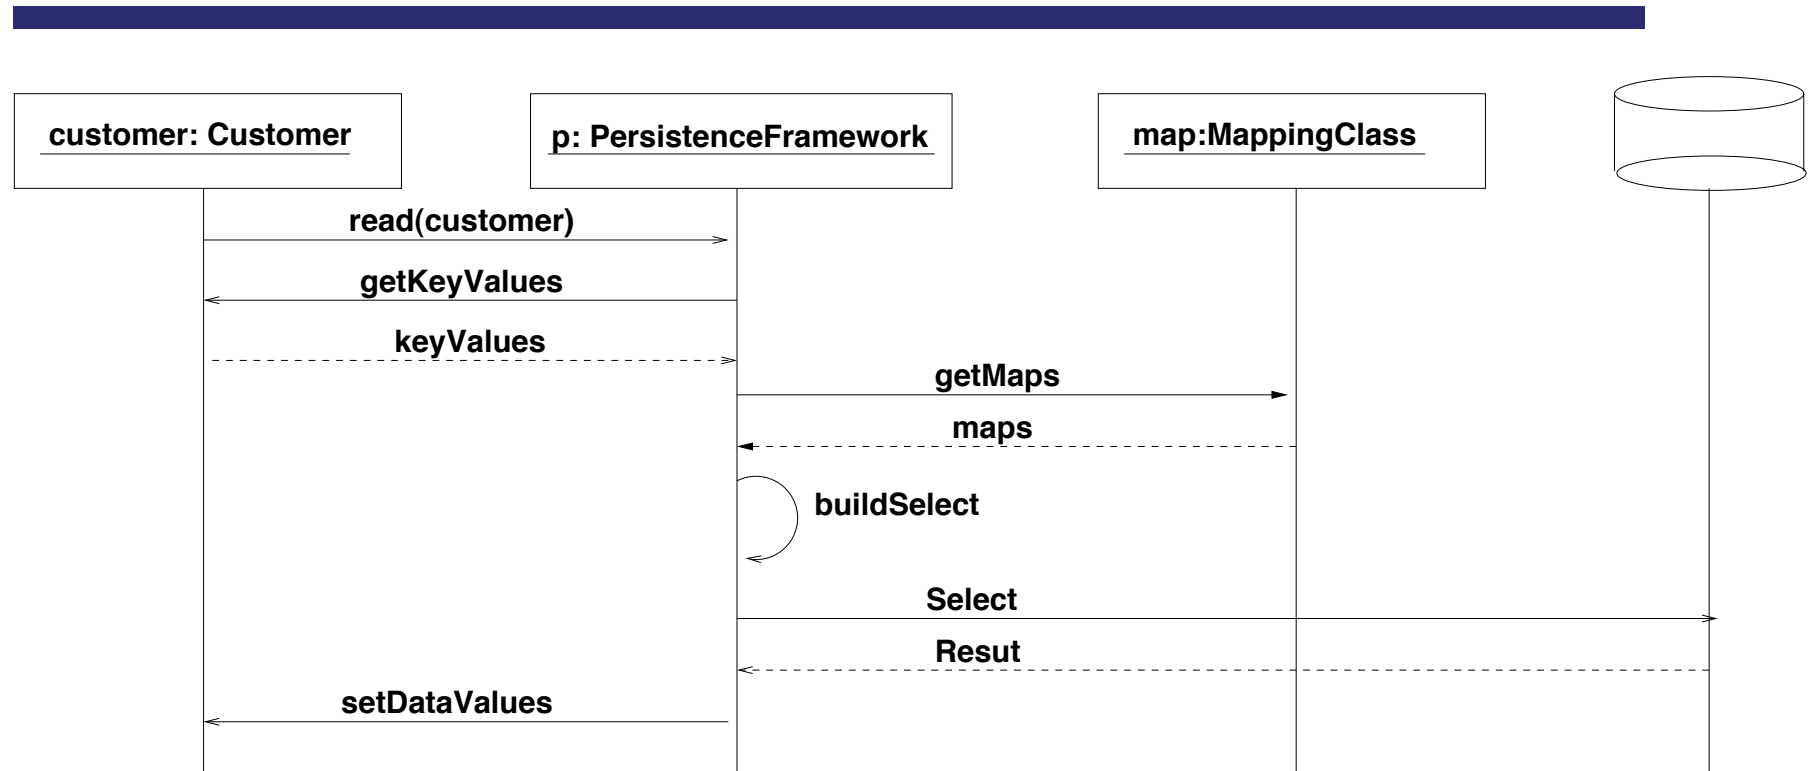 customer: Customer
p: PersistenceFramework
map:MappingClass
read(customer)
getKeyValues
keyValues
getMaps
maps
buildSelect
Select
Resut
setDataValues